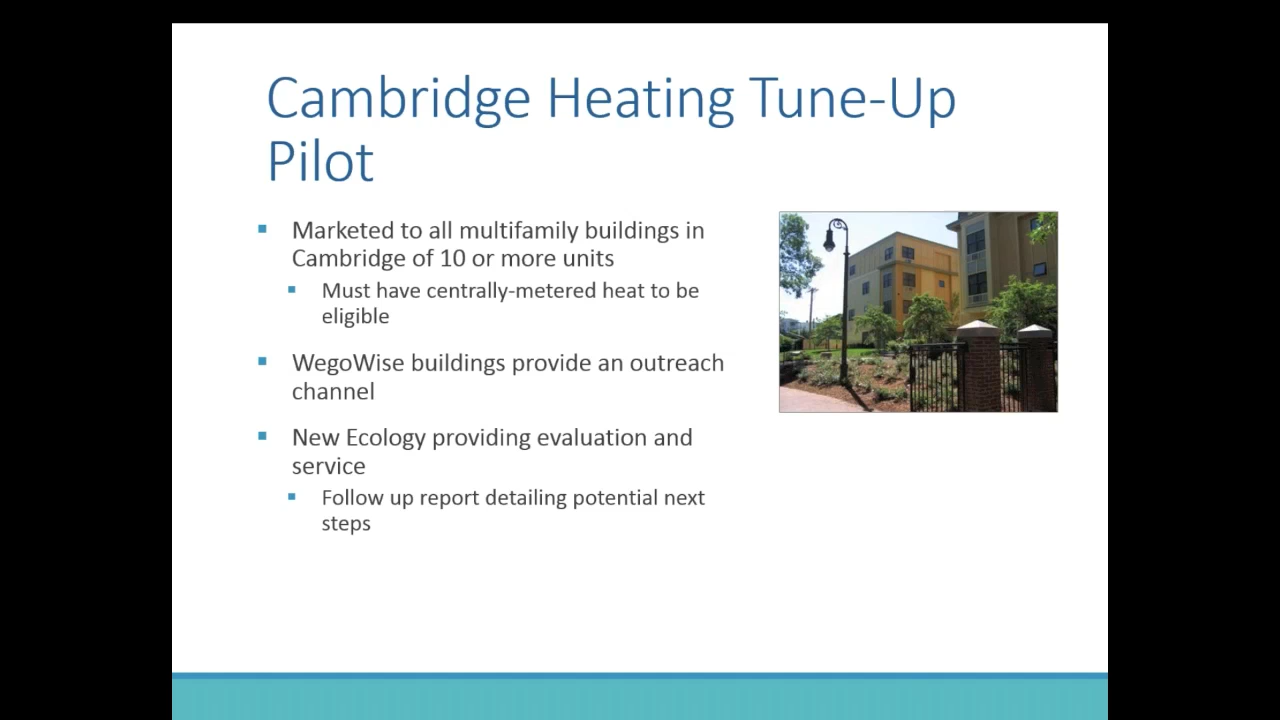 Cambridge Heating Tune-Up
Pilot
Marketed to all multifamily buildings in
Cambridge of 10 or more units
Must have centrally-metered heat to be
eligible
WegoWise buildings provide an outreach
channel
New Ecology providing evaluation and
service
Follow up report detailing potential next
steps